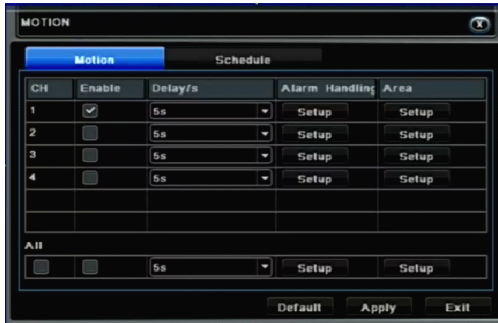 MOTION X
Motion Schedule
CH Enable Delay/s Alarm Handling Area
1 5s Setup Setup
2 5s Setup Setup
3 5s Setup Setup
4 5s Setup Setup
All
5s Setup Setup
Default Apply Exit